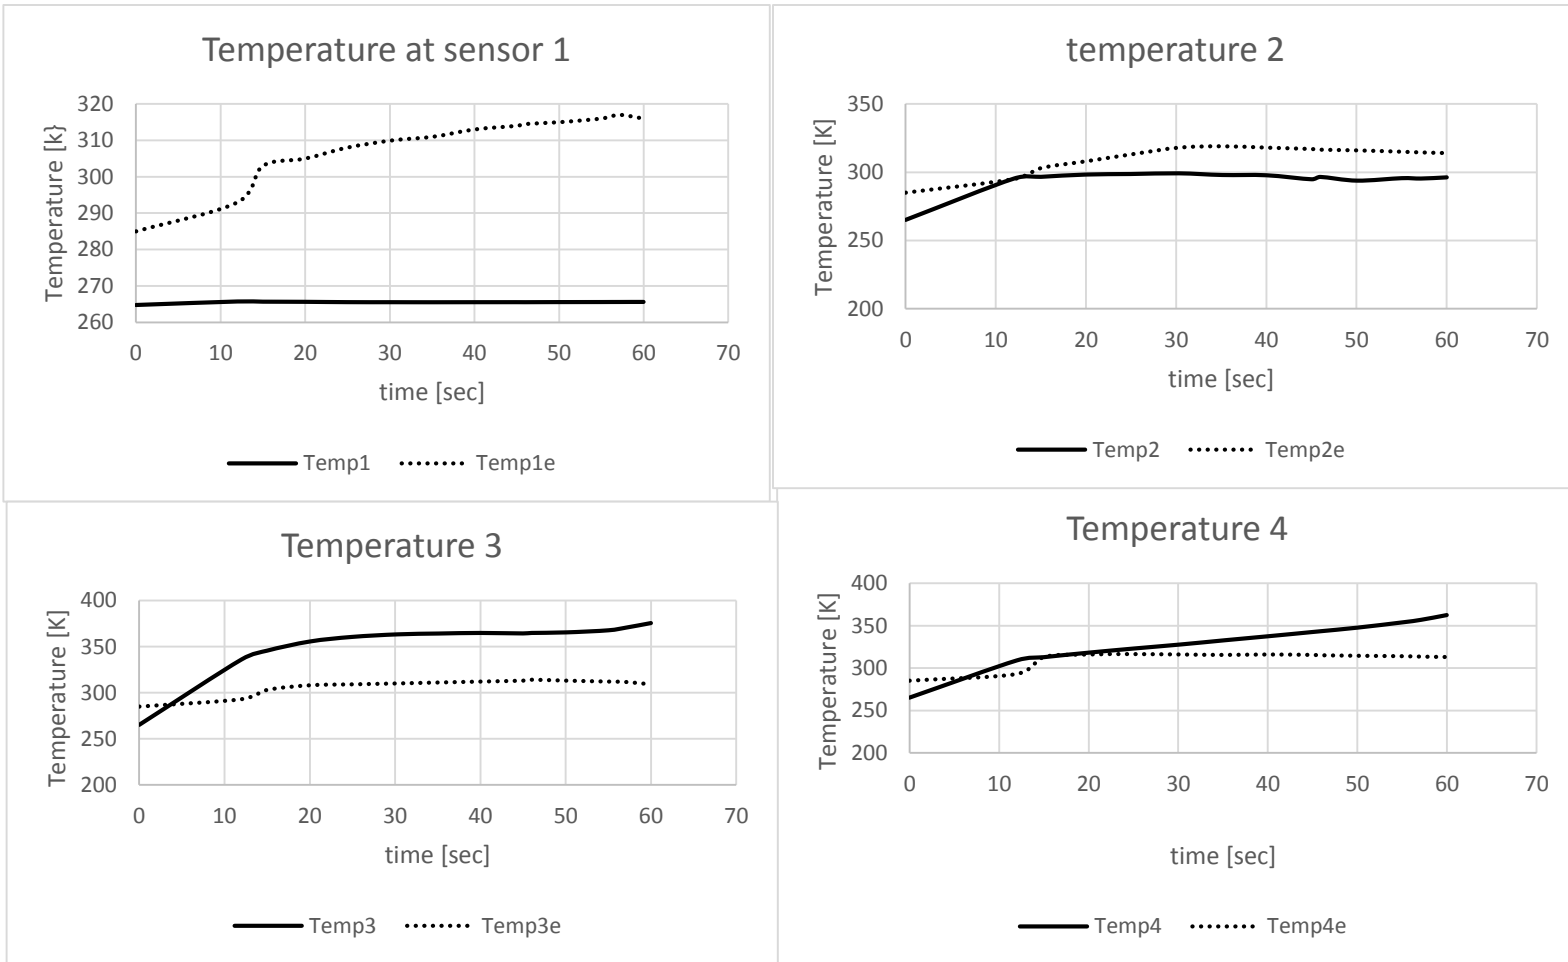 Temperature at sensor 1
Temperature [k}
320
310
300
290
280
270
260
0 10 20 30 40 50 60 70
time [sec]
Temp1 Temp1e
temperature 2
Temperature [K]
350
300
250
200
0 10 20 30 40 50 60 70
time [sec]
Temp2 Temp2e
Temperature 3
Temperature [K]
400
350
300
250
200
0 10 20 30 40 50 60 70
time [sec]
Temp3 Temp3e
Temperature 4
Temperature [K]
400
350
300
250
200
0 10 20 30 40 50 60 70
time [sec]
Temp4 Temp4e